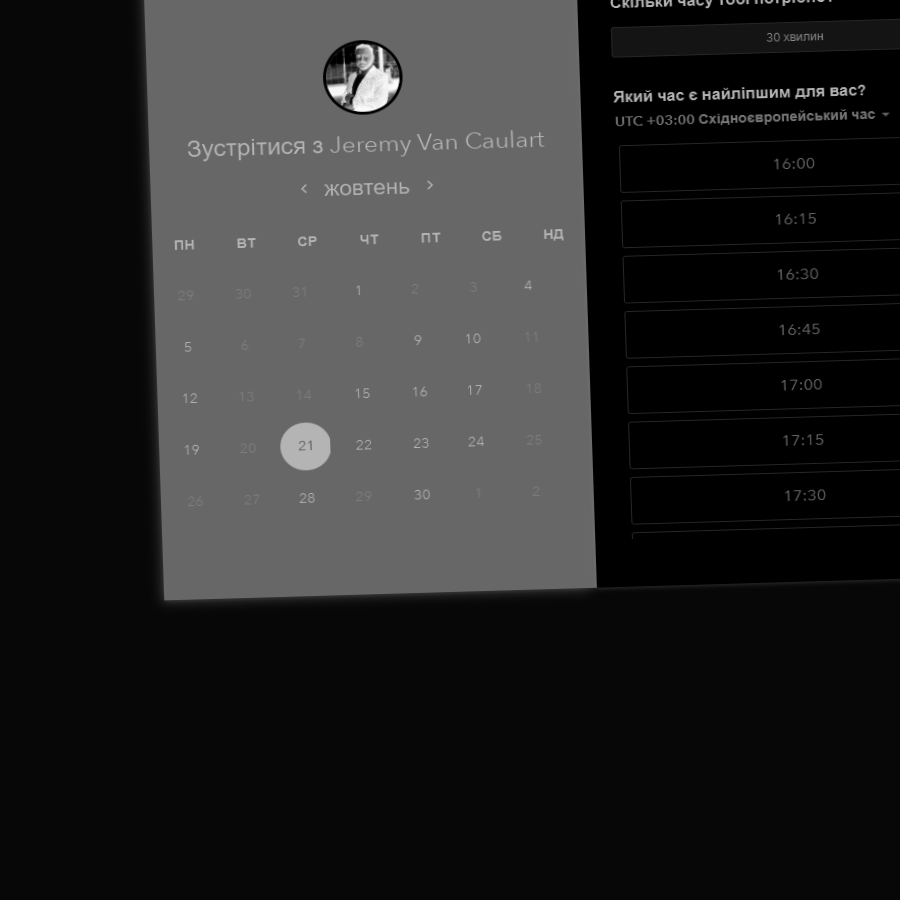 Зустрітися з Jeremy Van Caulart
< жовтень >
ПН ВТ СР ЧТ ПТ СБ НД
29 30 31 1 2 3 4
5 6 7 8 9 10 11
12 13 14 15 16 17 18
19 20 21 22 23 24 25
26 27 28 29 30 1 2
Скільки часу тобі потрібно?
30 хвилин
Який час є найліпшим для вас?
UTC +03:00 Східноєвропейський час
16:00
16:15
16:30
16:45
17:00
17:15
17:30